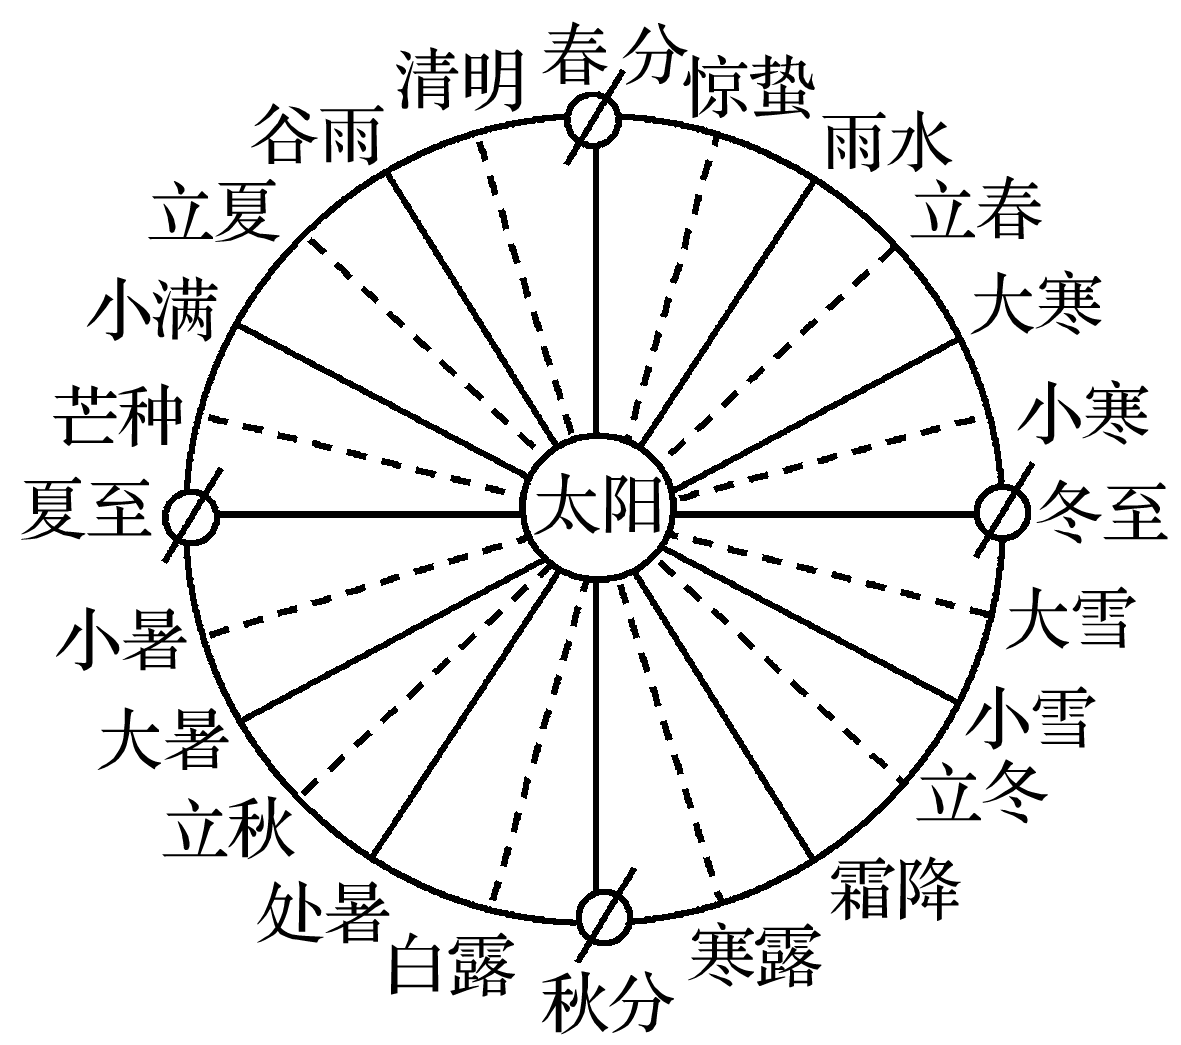 春分
清明
惊蛰
谷雨
雨水
立夏
立春
小满
大寒
芒种
小寒
夏至
太阳
冬至
小暑
大雪
大暑
小雪
立秋
立冬
处暑
霜降
白露
寒露
秋分